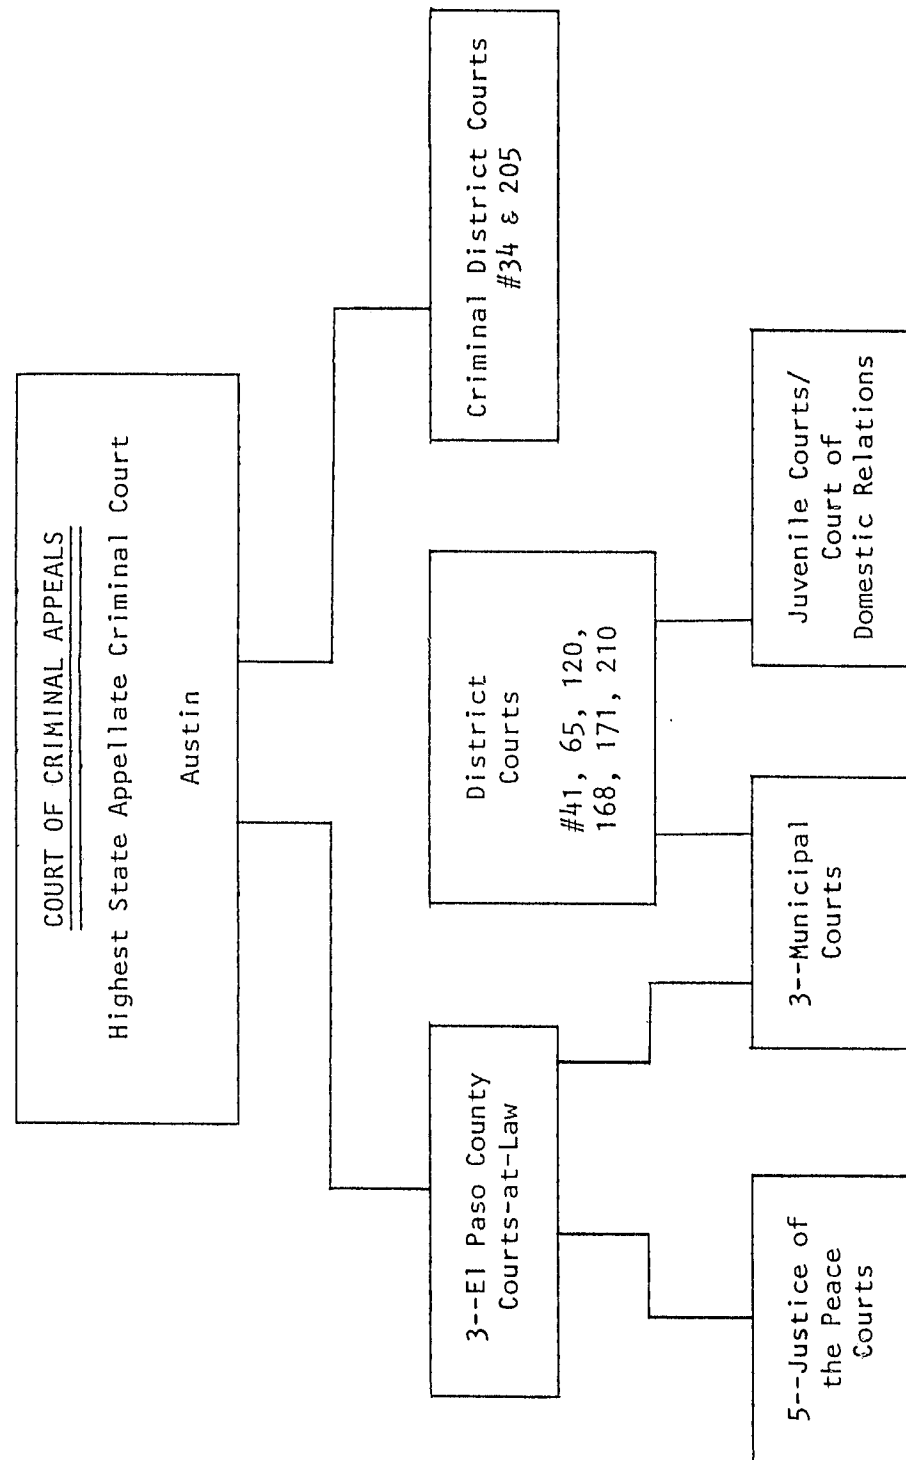 COURT OF CRIMINAL APPEALS
Highest State Appellate Criminal Court
Austin
3--El Paso County
Courts-at-Law
District
Courts
#41, 65, 120,
168, 171, 210
Criminal District Courts
#34 & 205
5--Justice of
the Peace
Courts
3--Municipal
Courts
Juvenile Courts/
Court of
Domestic Relations